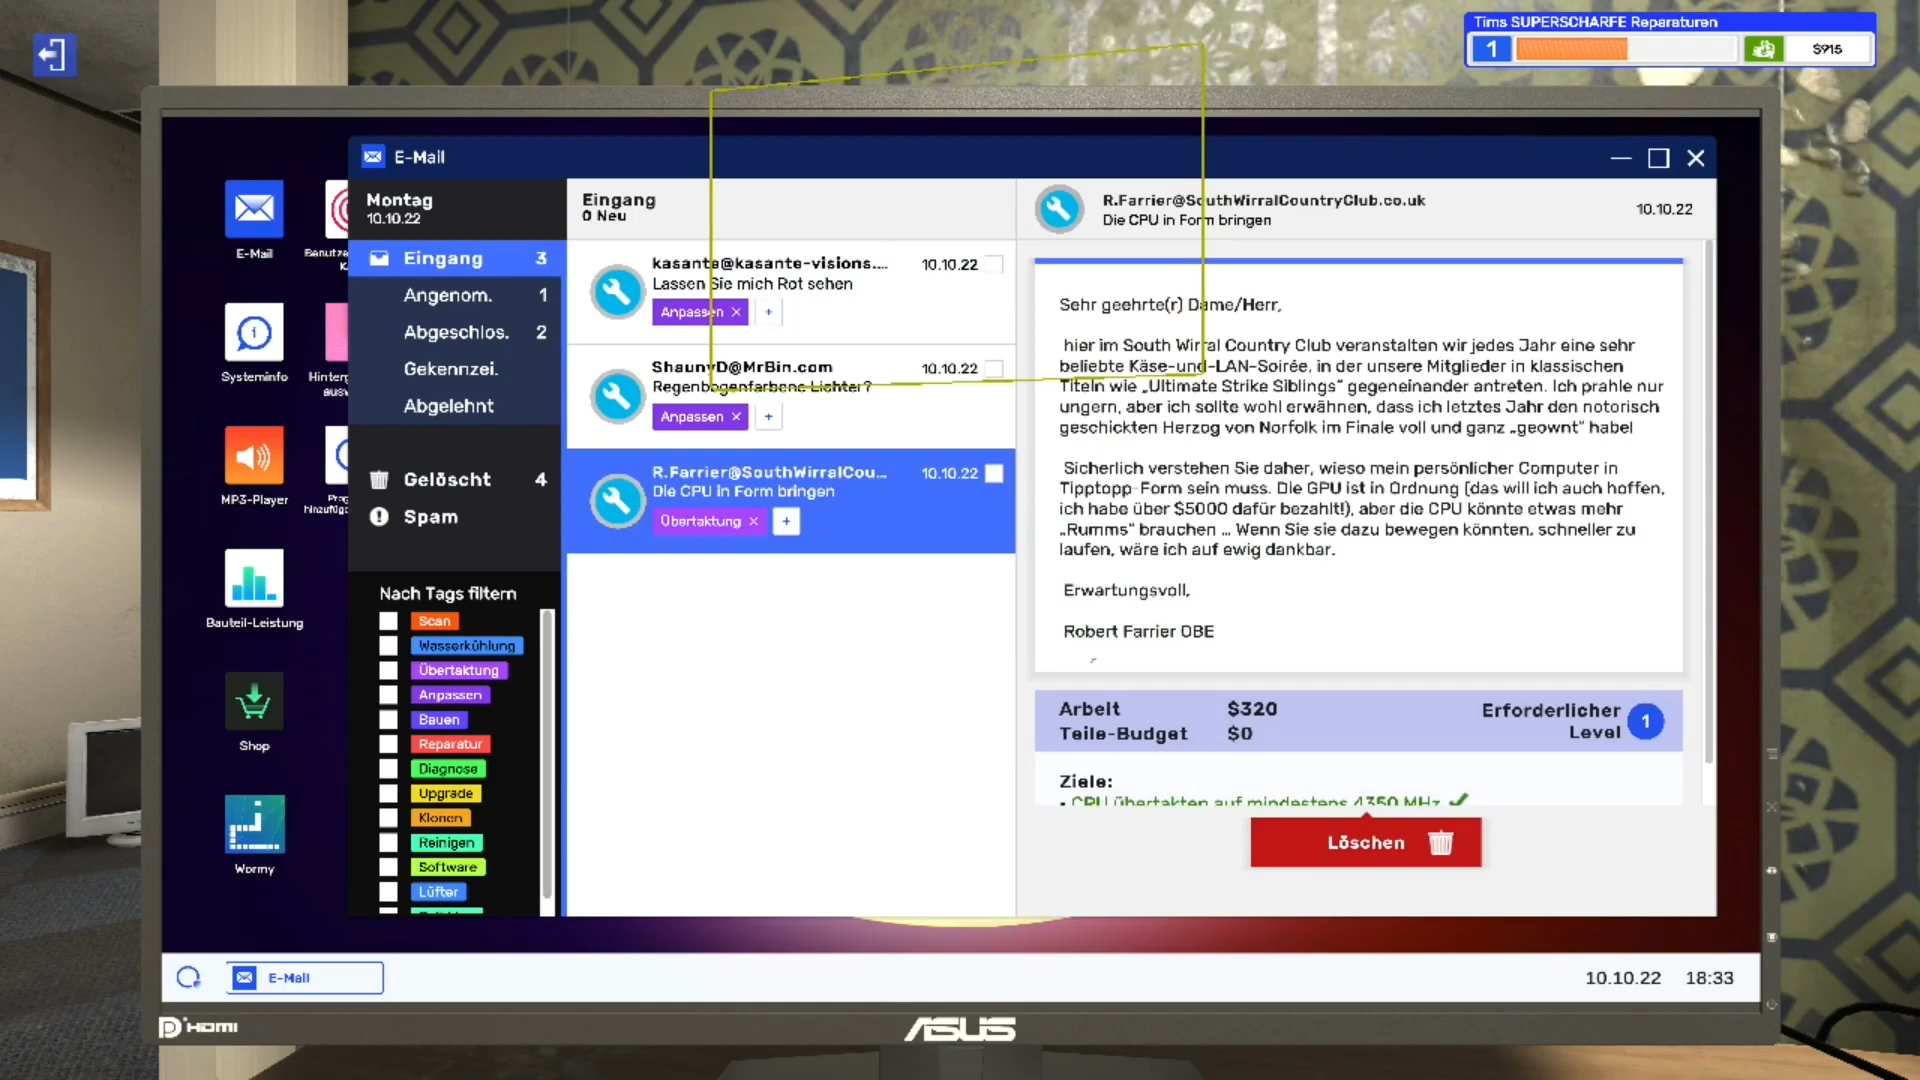 Tims SUPERSCHARFE Reparaturen
1
$915
E-Mail
Montag
10.10.22
Eingang 3
Angenom. 1
Abgeschlos. 2
Gekennzei.
Abgelehnt
Gelöscht 4
Spam
Nach Tags filtern
Scan
Wasserkühlung
Übertaktung
Anpassen
Bauen
Reparatur
Diagnose
Upgrade
Klonen
Reinigen
Software
Lüfter
Eingang
0 Neu
kasante@kasante-visions....
10.10.22
Lassen Sie mich Rot sehen
Anpassen × +
ShaunyD@MrBin.com
10.10.22
Regenbogenfarbene Lichter?
Anpassen × +
R.Farrier@SouthWirralCou...
10.10.22
Die CPU in Form bringen
Übertaktung × +
R.Farrier@SouthWirralCountryClub.co.uk
Die CPU in Form bringen
10.10.22
Sehr geehrte(r) Dame/Herr,
hier im South Wirral Country Club veranstalten wir jedes Jahr eine sehr
beliebte Käse-und-LAN-Soirée, in der unsere Mitglieder in klassischen
Titeln wie „Ultimate Strike Siblings“ gegeneinander antreten. Ich prahle nur
ungern, aber ich sollte wohl erwähnen, dass ich letztes Jahr den notorisch
geschickten Herzog von Norfolk im Finale voll und ganz „geownt“ habe!
Sicherlich verstehen Sie daher, wieso mein persönlicher Computer in
Tipptopp-Form sein muss. Die GPU ist in Ordnung (das will ich auch hoffen,
ich habe über $5000 dafür bezahlt!), aber die CPU könnte etwas mehr
„Rumms“ brauchen ... Wenn Sie sie dazu bewegen könnten, schneller zu
laufen, wäre ich auf ewig dankbar.
Erwartungsvoll,
Robert Farrier OBE
Arbeit $320
Teile-Budget $0
Erforderlicher
Level 1
Ziele:
• CPU übertakten auf mindestens 4350 MHz
Löschen
E-Mail
Systeminfo
MP3-Player
Bauteil-Leistung
Shop
Wormy
E-Mail
10.10.22 18:33
HDMI
ASUS